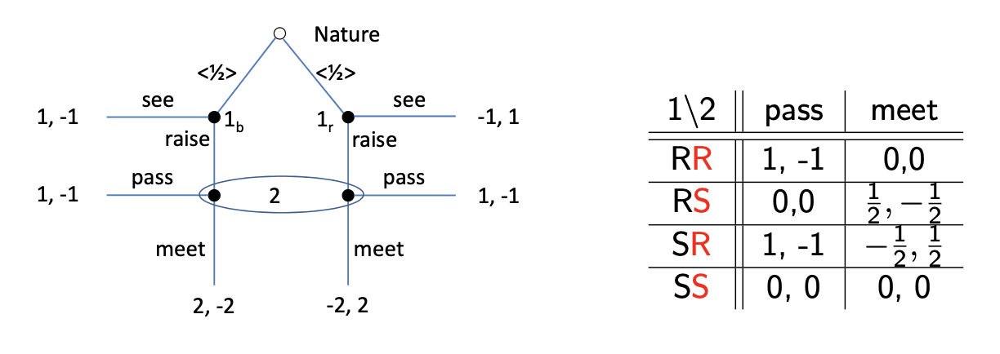 Nature
<½> <½>
see see
1, -1 1b 1r -1, 1
raise raise
pass pass
1, -1 2 1, -1
meet meet
2, -2 -2, 2
1\2 pass meet
RR 1, -1 0,0
RS 0,0 1/2, -1/2
SR 1, -1 -1/2, 1/2
SS 0, 0 0, 0